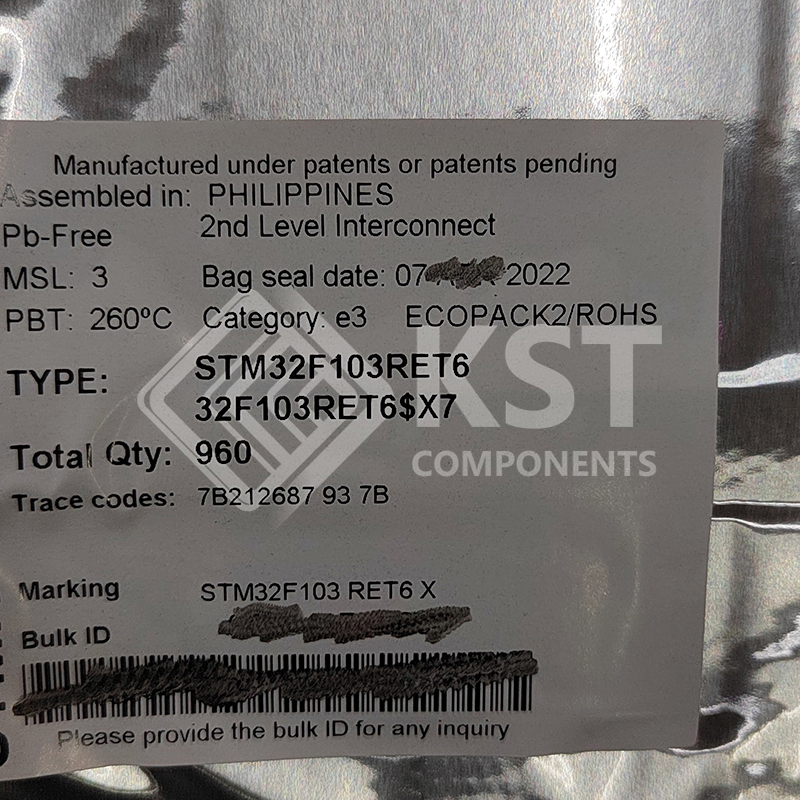 Manufactured under patents or patents pending
Assembled in: PHILIPPINES
Pb-Free 2nd Level Interconnect
MSL: 3 Bag seal date: 07 2022
PBT: 260ºC Category: e3 ECOPACK2/ROHS
TYPE: STM32F103RET6
32F103RET6$X7
KST
COMPONENTS
Total Qty: 960
Trace codes: 7B212687 93 7B
Marking STM32F103 RET6 X
Bulk ID
Please provide the bulk ID for any inquiry